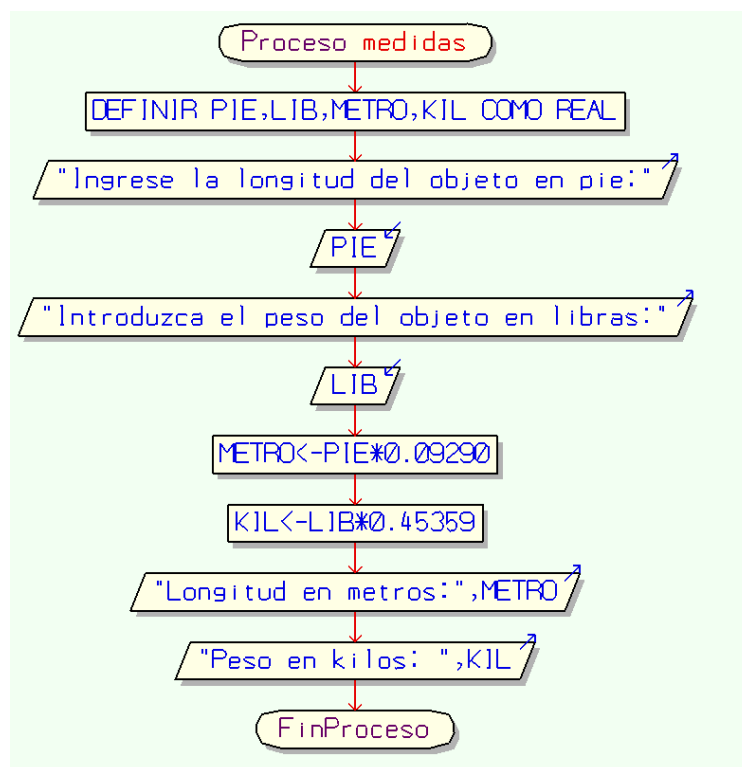 Proceso medidas
DEFINIR PIE,LIB,METRO,KIL COMO REAL
"Ingrese la longitud del objeto en pie:"
PIE
"Introduzca el peso del objeto en libras:"
LIB
METRO<-PIE*0.09290
KIL<-LIB*0.45359
"Longitud en metros:",METRO
"Peso en kilos: ",KIL
FinProceso